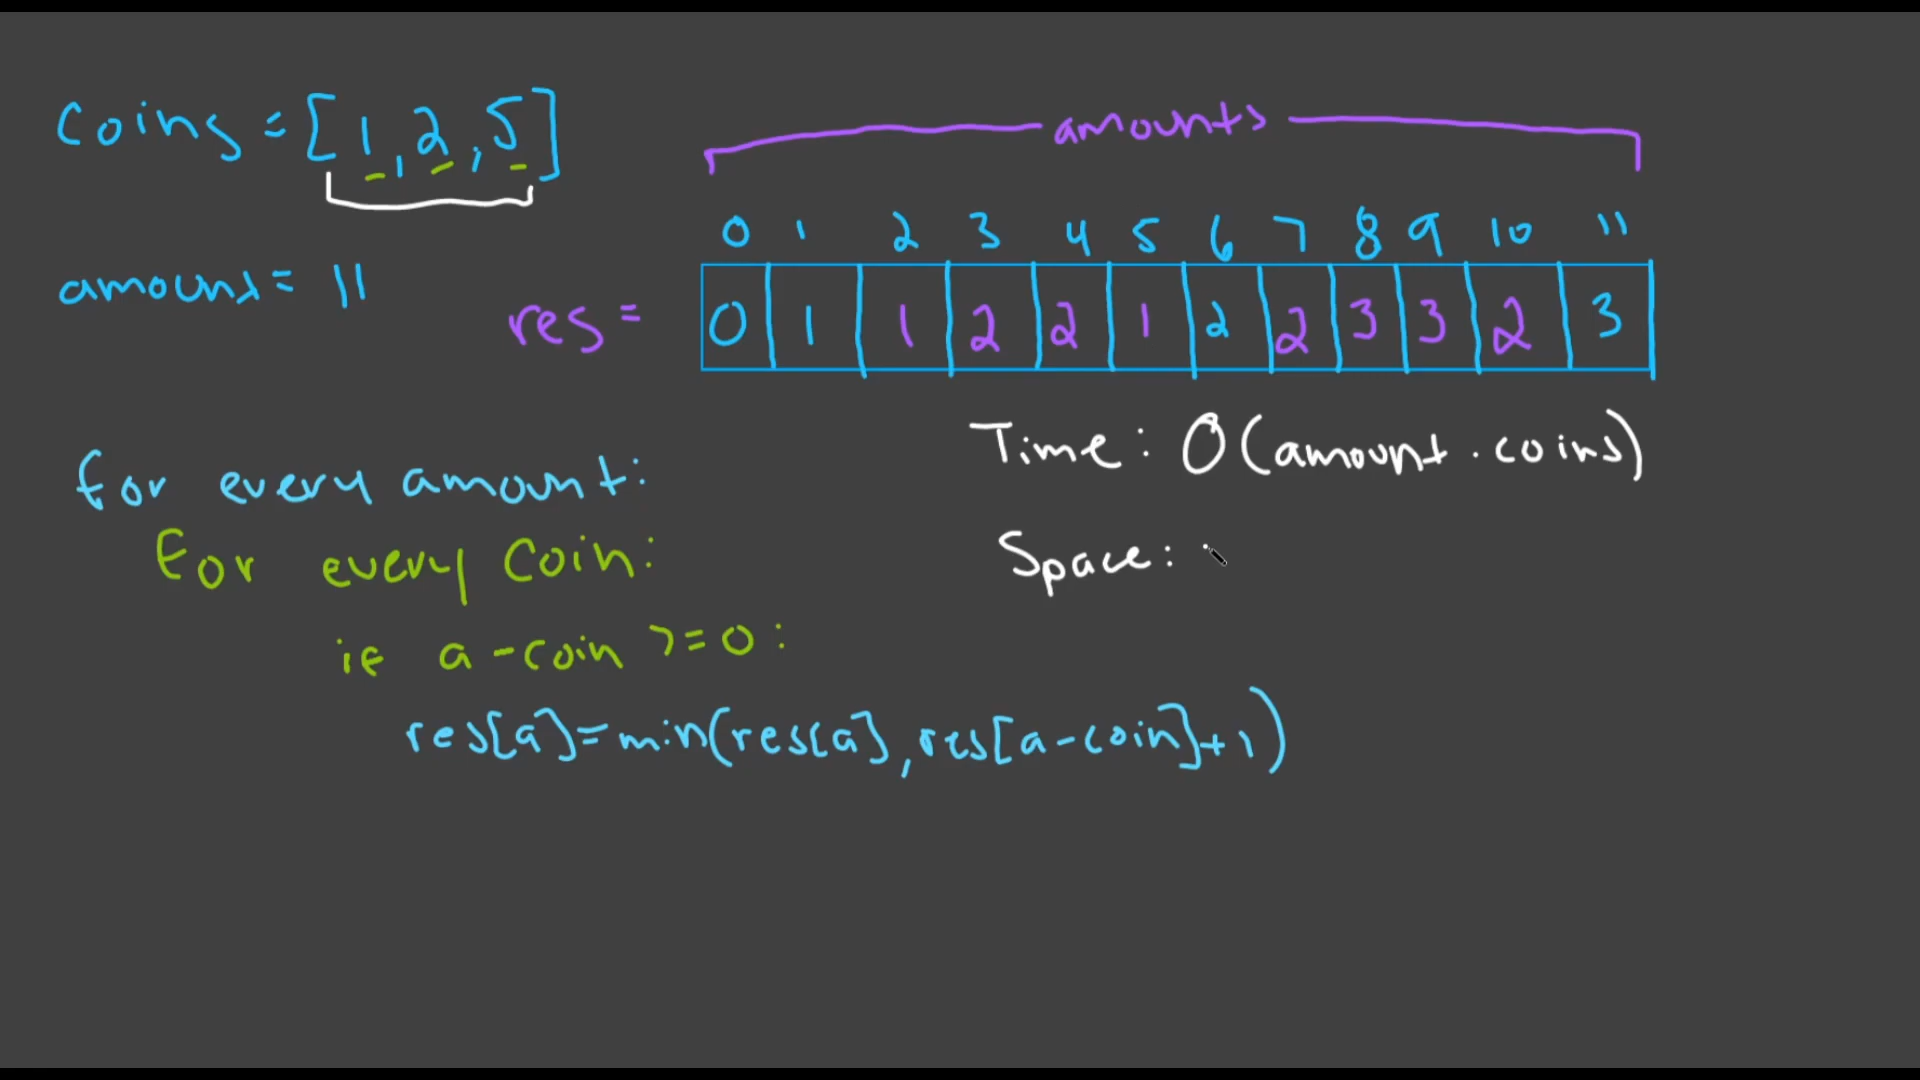 coins = [1,2,5]
amounts
amount = 11
0 1 2 3 4 5 6 7 8 9 10 11
res = 0 1 1 2 2 1 2 2 3 3 2 3
Time: O(amount . coins)
for every amount:
for every coin:
Space:
if a - coin >= 0 :
res[a] = min(res[a], res[a - coin] + 1)